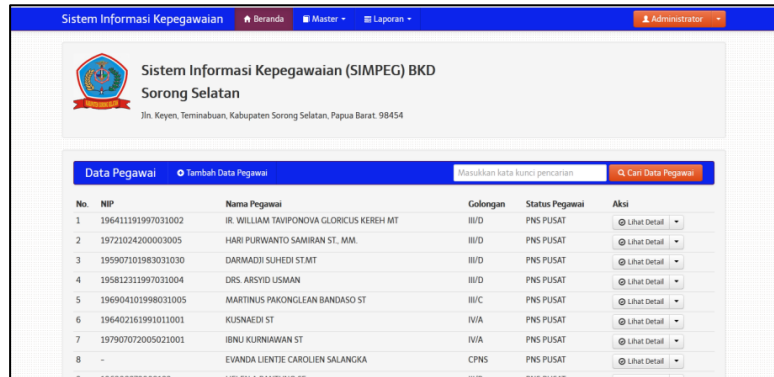 Sistem Informasi Kepegawaian Beranda Master Laporan Administrator
Sistem Informasi Kepegawaian (SIMPEG) BKD
Sorong Selatan
Jln. Keyen, Teminabuan, Kabupaten Sorong Selatan, Papua Barat. 98454
Data Pegawai Tambah Data Pegawai Masukkan kata kunci pencarian Cari Data Pegawai
No. NIP Nama Pegawai Golongan Status Pegawai Aksi
1 196411191997031002 IR. WILLIAM TAVIPONOVA GLORICUS KEREH MT III/D PNS PUSAT Lihat Detail
2 19721024200003005 HARI PURWANTO SAMIRAN ST., MM. III/D PNS PUSAT Lihat Detail
3 195907101983031030 DARMADJI SUHEDI ST.MT III/D PNS PUSAT Lihat Detail
4 195812311997031004 DRS. ARSYID USMAN III/D PNS PUSAT Lihat Detail
5 196904101998031005 MARTINUS PAKONGLEAN BANDASO ST III/C PNS PUSAT Lihat Detail
6 196402161991011001 KUSNAEDI ST IV/A PNS PUSAT Lihat Detail
7 197907072005021001 IBNU KURNIAWAN ST IV/A PNS PUSAT Lihat Detail
8 - EVANDA LIENTJE CAROLIEN SALANGKA CPNS PNS PUSAT Lihat Detail